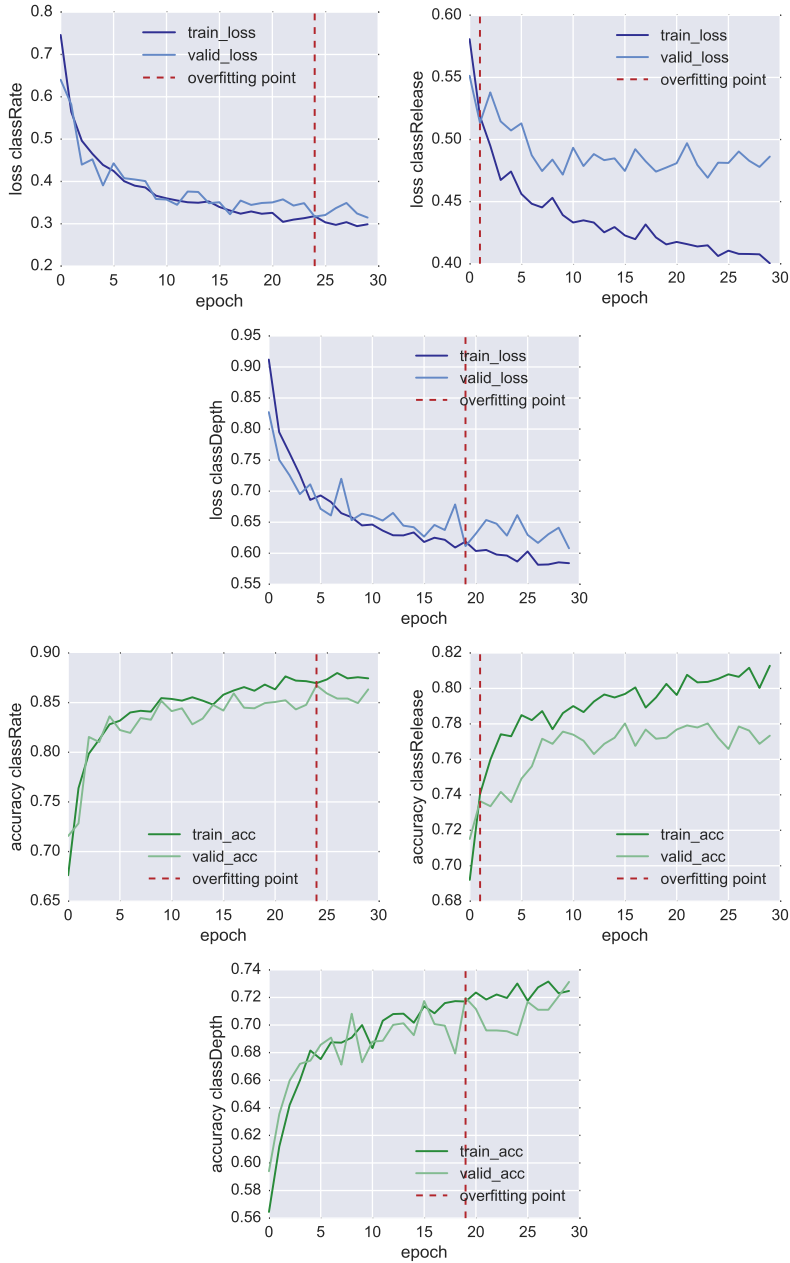 loss classRate
0.8
0.7
0.6
0.5
0.4
0.3
0.2
train_loss
valid_loss
overfitting point
0 5 10 15 20 25 30
epoch
loss classRelease
0.60
0.55
0.50
0.45
0.40
train_loss
valid_loss
overfitting point
0 5 10 15 20 25 30
epoch
loss classDepth
0.95
0.90
0.85
0.80
0.75
0.70
0.65
0.60
0.55
train_loss
valid_loss
overfitting point
0 5 10 15 20 25 30
epoch
accuracy classRate
0.90
0.85
0.80
0.75
0.70
0.65
train_acc
valid_acc
overfitting point
0 5 10 15 20 25 30
epoch
accuracy classRelease
0.82
0.80
0.78
0.76
0.74
0.72
0.70
0.68
train_acc
valid_acc
overfitting point
0 5 10 15 20 25 30
epoch
accuracy classDepth
0.74
0.72
0.70
0.68
0.66
0.64
0.62
0.60
0.58
0.56
train_acc
valid_acc
overfitting point
0 5 10 15 20 25 30
epoch